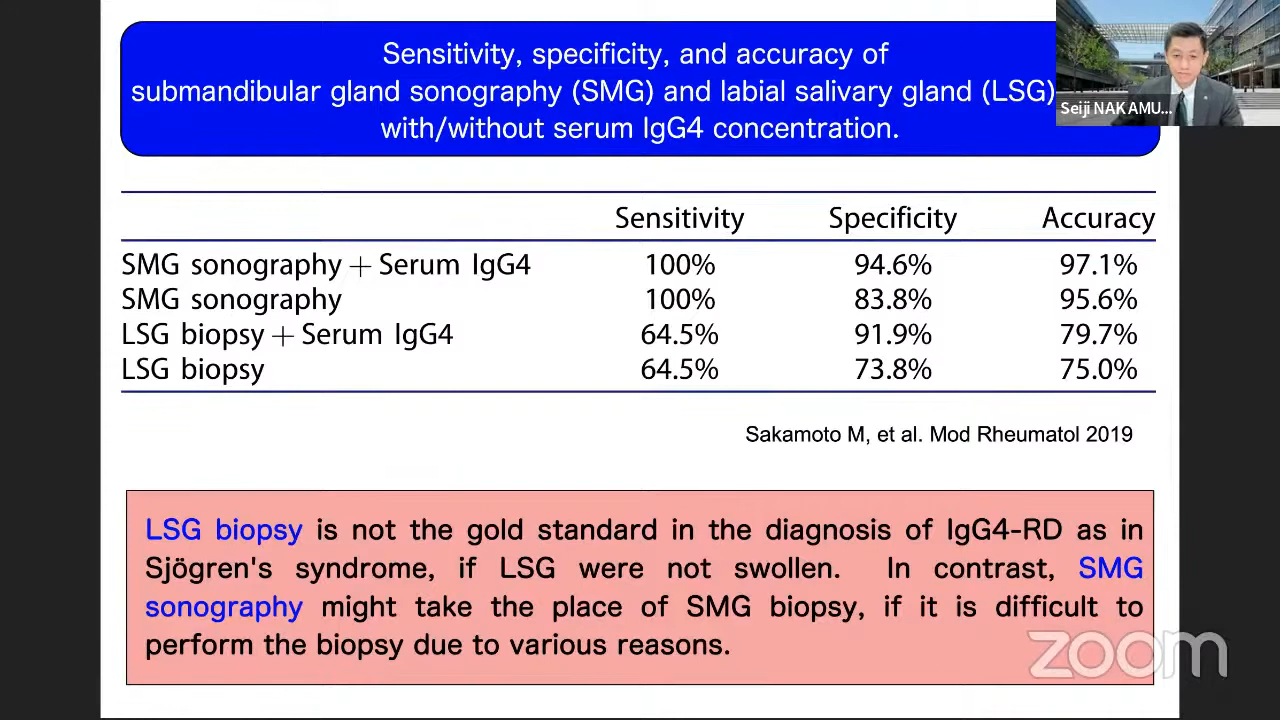 Sensitivity, specificity, and accuracy of
submandibular gland sonography (SMG) and labial salivary gland (LSG)
with/without serum IgG4 concentration.
Seiji NAKAMU...
Sensitivity Specificity Accuracy
SMG sonography + Serum IgG4 100% 94.6% 97.1%
SMG sonography 100% 83.8% 95.6%
LSG biopsy + Serum IgG4 64.5% 91.9% 79.7%
LSG biopsy 64.5% 73.8% 75.0%
Sakamoto M, et al. Mod Rheumatol 2019
LSG biopsy is not the gold standard in the diagnosis of IgG4-RD as in
Sjögren's syndrome, if LSG were not swollen. In contrast, SMG
sonography might take the place of SMG biopsy, if it is difficult to
perform the biopsy due to various reasons.
zoom